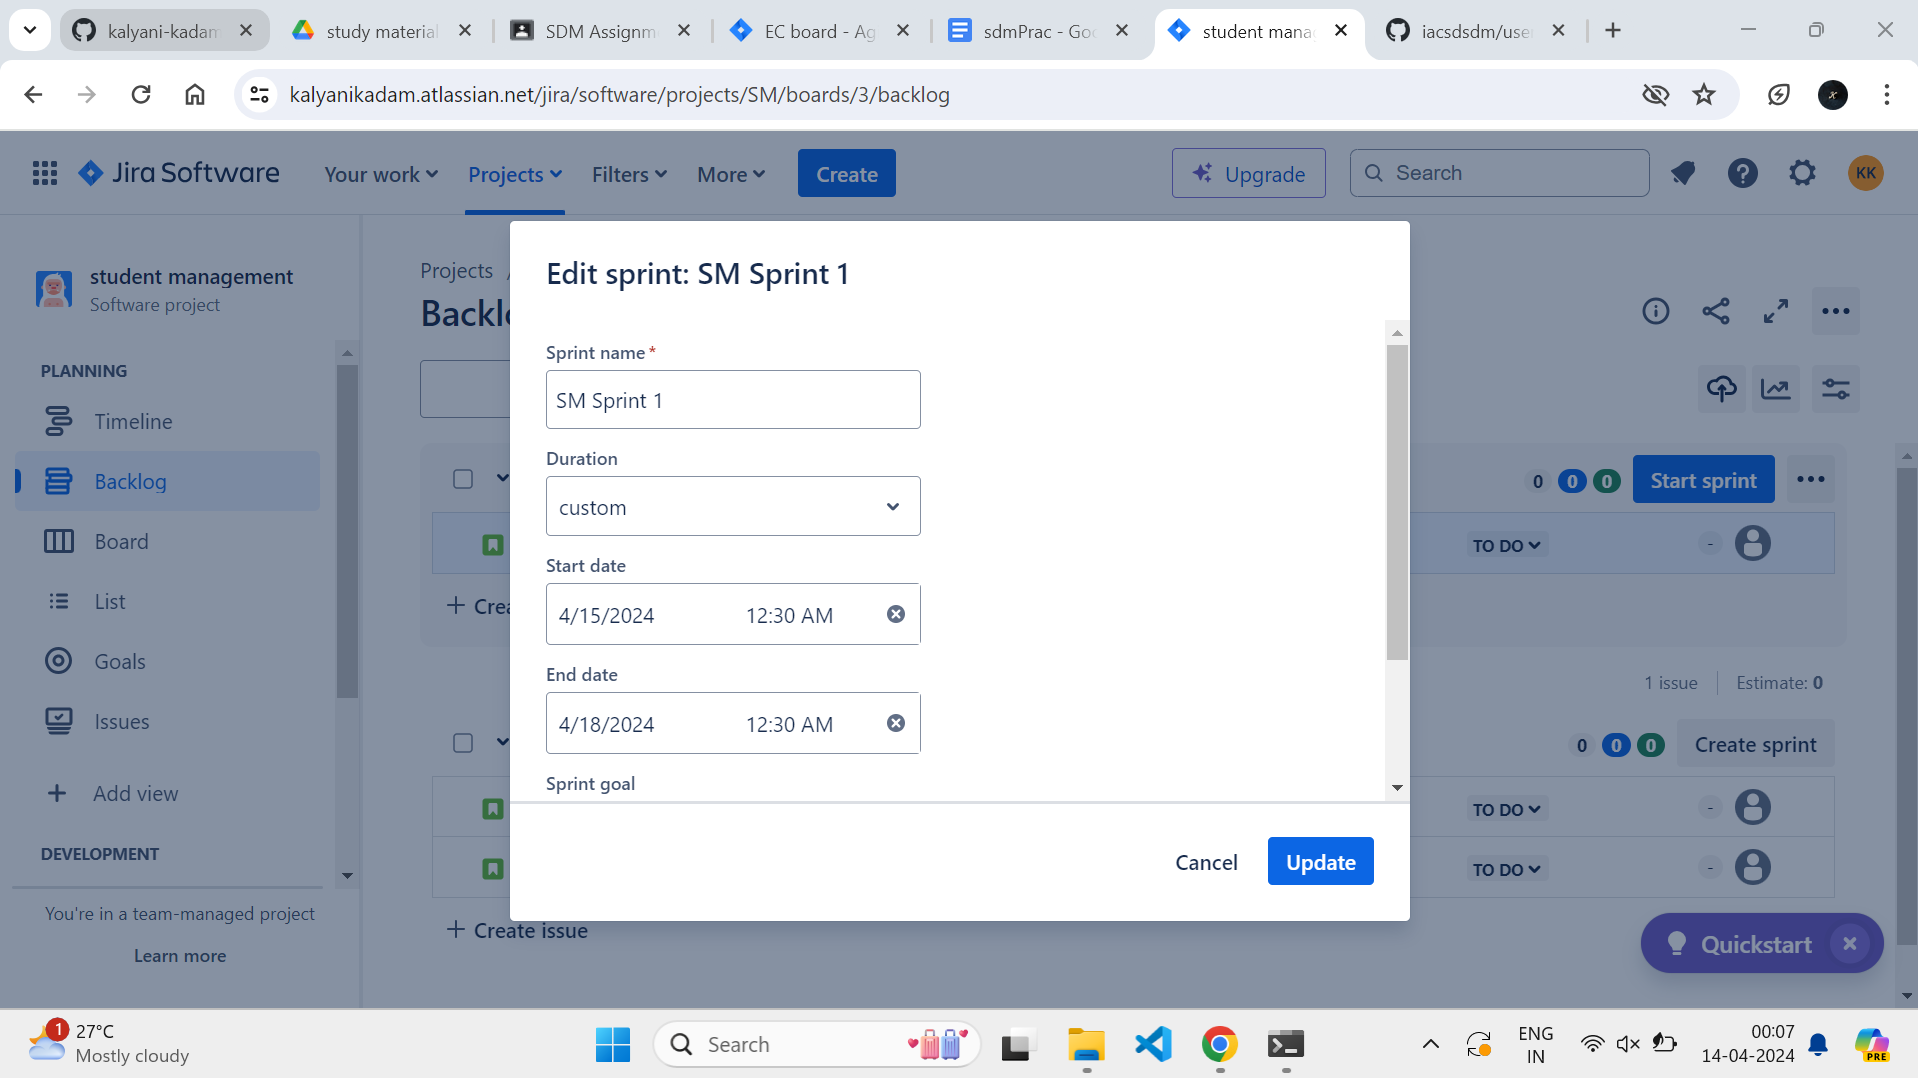 kalyani-kadam
study material
SDM Assignm
EC board - Ag
sdmPrac - Goo
student mana
iacsdsdm/use
kalyanikadam.atlassian.net/jira/software/projects/SM/boards/3/backlog
Jira Software
Your work
Projects
Filters
More
Create
Upgrade
Search
KK
student management
Software project
PLANNING
Timeline
Backlog
Board
List
Goals
Issues
Add view
DEVELOPMENT
You're in a team-managed project
Learn more
Projects /
Backlo
Edit sprint: SM Sprint 1
Sprint name *
SM Sprint 1
Duration
custom
Start date
4/15/2024 12:30 AM
End date
4/18/2024 12:30 AM
Sprint goal
Cancel
Update
0 0 0
Start sprint
TO DO
-
+ Crea
1 issue
Estimate: 0
0 0 0
Create sprint
TO DO
-
TO DO
-
+ Create issue
Quickstart
1
27°C
Mostly cloudy
Search
ENG
IN
00:07
14-04-2024
PRE